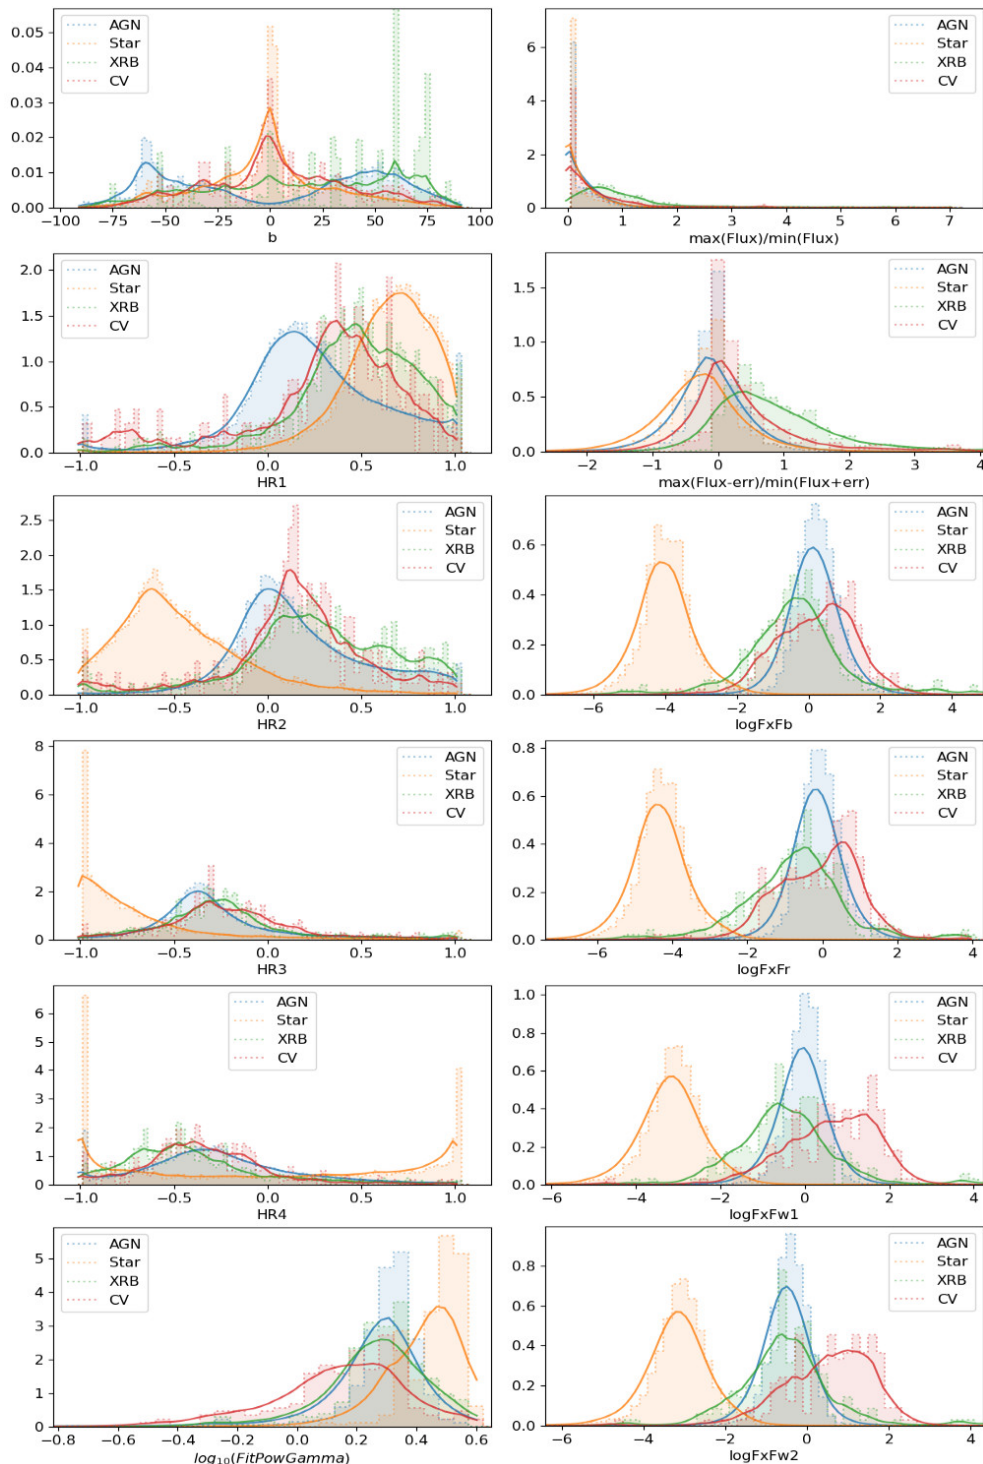 AGN
Star
XRB
CV
0.05
0.04
0.03
0.02
0.01
0.00
−100 −75 −50 −25 0 25 50 75 100
b
AGN
Star
XRB
CV
6
4
2
0
0 1 2 3 4 5 6 7
max(Flux)/min(Flux)
AGN
Star
XRB
CV
2.0
1.5
1.0
0.5
0.0
−1.0 −0.5 0.0 0.5 1.0
HR1
AGN
Star
XRB
CV
1.5
1.0
0.5
0.0
−2 −1 0 1 2 3 4
max(Flux-err)/min(Flux+err)
AGN
Star
XRB
CV
2.5
2.0
1.5
1.0
0.5
0.0
−1.0 −0.5 0.0 0.5 1.0
HR2
AGN
Star
XRB
CV
0.6
0.4
0.2
0.0
−6 −4 −2 0 2 4
logFxFb
AGN
Star
XRB
CV
8
6
4
2
0
−1.0 −0.5 0.0 0.5 1.0
HR3
AGN
Star
XRB
CV
0.8
0.6
0.4
0.2
0.0
−6 −4 −2 0 2 4
logFxFr
AGN
Star
XRB
CV
6
5
4
3
2
1
0
−1.0 −0.5 0.0 0.5 1.0
HR4
AGN
Star
XRB
CV
1.0
0.8
0.6
0.4
0.2
0.0
−6 −4 −2 0 2 4
logFxFw1
AGN
Star
XRB
CV
5
4
3
2
1
0
−0.8 −0.6 −0.4 −0.2 0.0 0.2 0.4 0.6
log10(FitPowGamma)
AGN
Star
XRB
CV
0.8
0.6
0.4
0.2
0.0
−6 −4 −2 0 2 4
logFxFw2